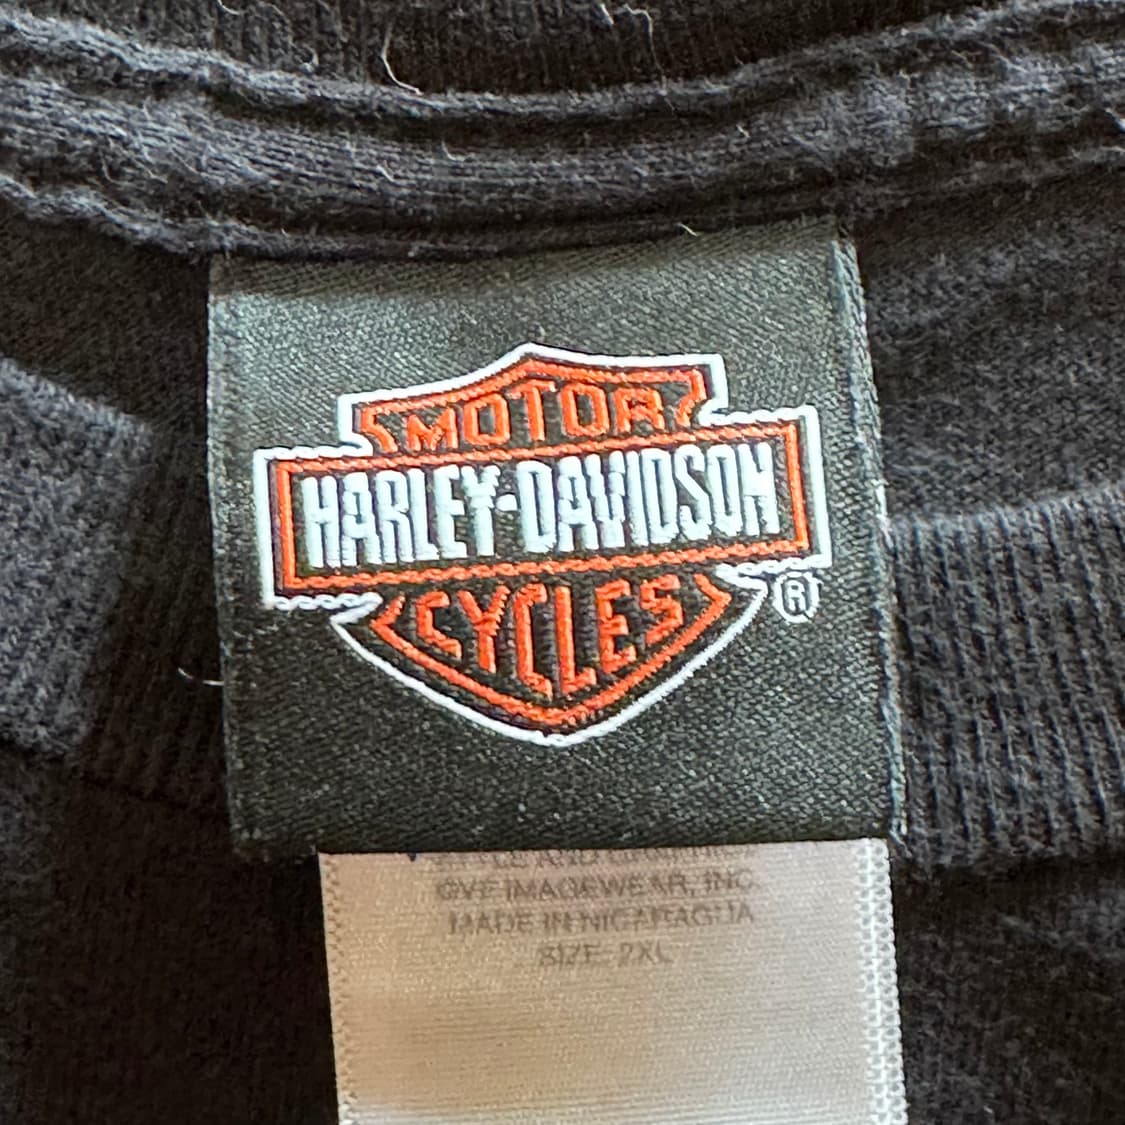 MOTOR
HARLEY-DAVIDSON
CYCLES
®
©VF IMAGEWEAR, INC.
MADE IN NICARAGUA
SIZE: 2XL